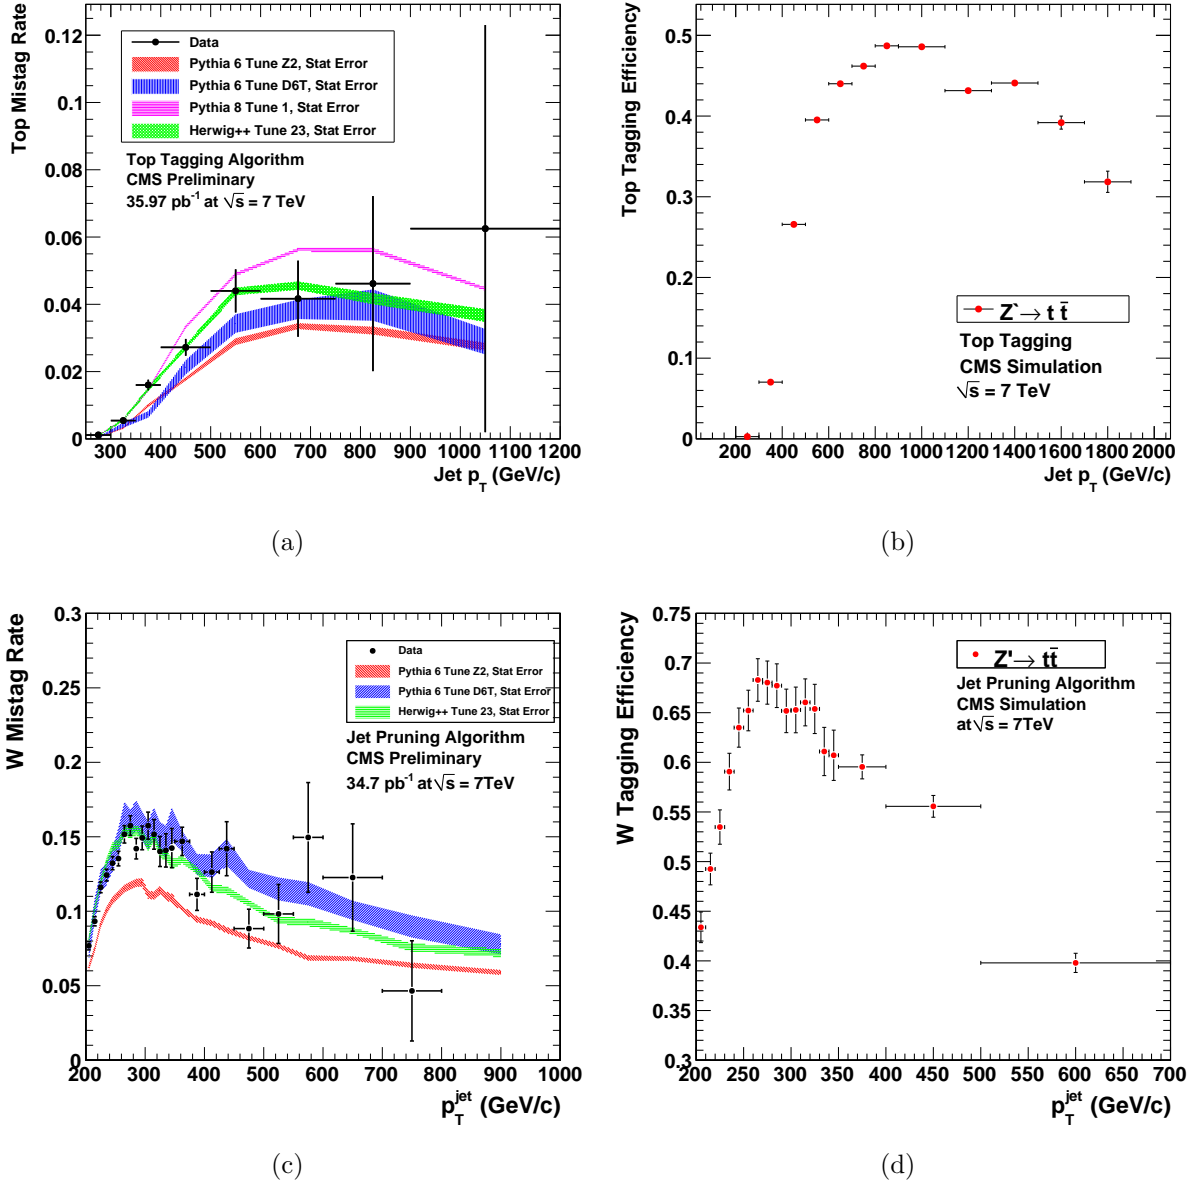 Top Mistag Rate
0.12
0.1
0.08
0.06
0.04
0.02
0
300 400 500 600 700 800 900 1000 1100 1200
Jet p_T (GeV/c)
Data
Pythia 6 Tune Z2, Stat Error
Pythia 6 Tune D6T, Stat Error
Pythia 8 Tune 1, Stat Error
Herwig++ Tune 23, Stat Error
Top Tagging Algorithm
CMS Preliminary
35.97 pb⁻¹ at √s = 7 TeV
(a)
Top Tagging Efficiency
0.5
0.4
0.3
0.2
0.1
0
200 400 600 800 1000 1200 1400 1600 1800 2000
Jet p_T (GeV/c)
Z`→ t t̄
Top Tagging
CMS Simulation
√s = 7 TeV
(b)
W Mistag Rate
0.3
0.25
0.2
0.15
0.1
0.05
0
200 300 400 500 600 700 800 900 1000
p_T^jet (GeV/c)
Data
Pythia 6 Tune Z2, Stat Error
Pythia 6 Tune D6T, Stat Error
Herwig++ Tune 23, Stat Error
Jet Pruning Algorithm
CMS Preliminary
34.7 pb⁻¹ at √s = 7TeV
(c)
W Tagging Efficiency
0.75
0.7
0.65
0.6
0.55
0.5
0.45
0.4
0.35
0.3
200 250 300 350 400 450 500 550 600 650 700
p_T^jet (GeV/c)
Z'→ tt̄
Jet Pruning Algorithm
CMS Simulation
at √s = 7TeV
(d)